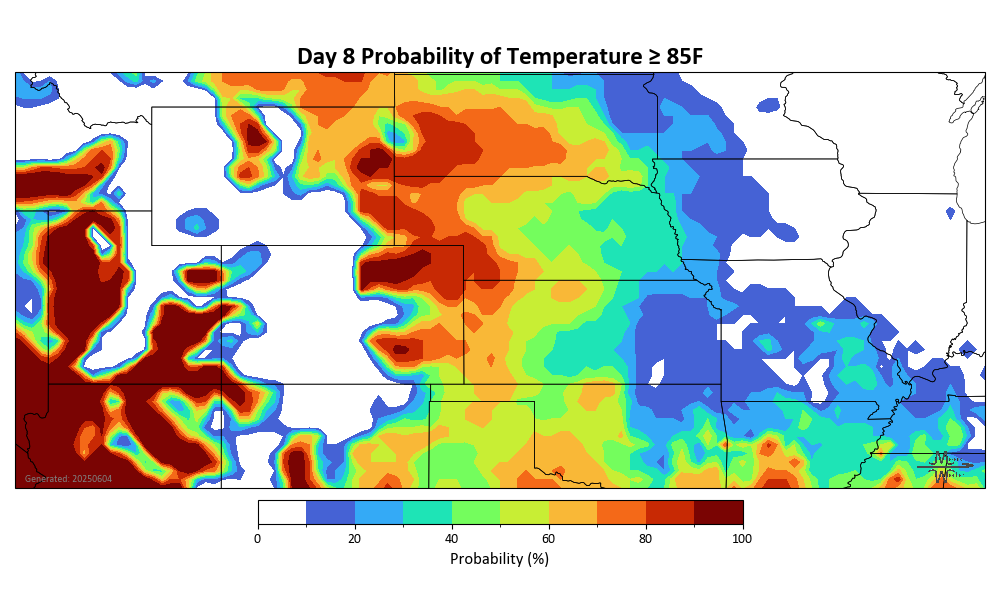 Day 8 Probability of Temperature ≥ 85F
Generated: 20250604
0 20 40 60 80 100
Probability (%)